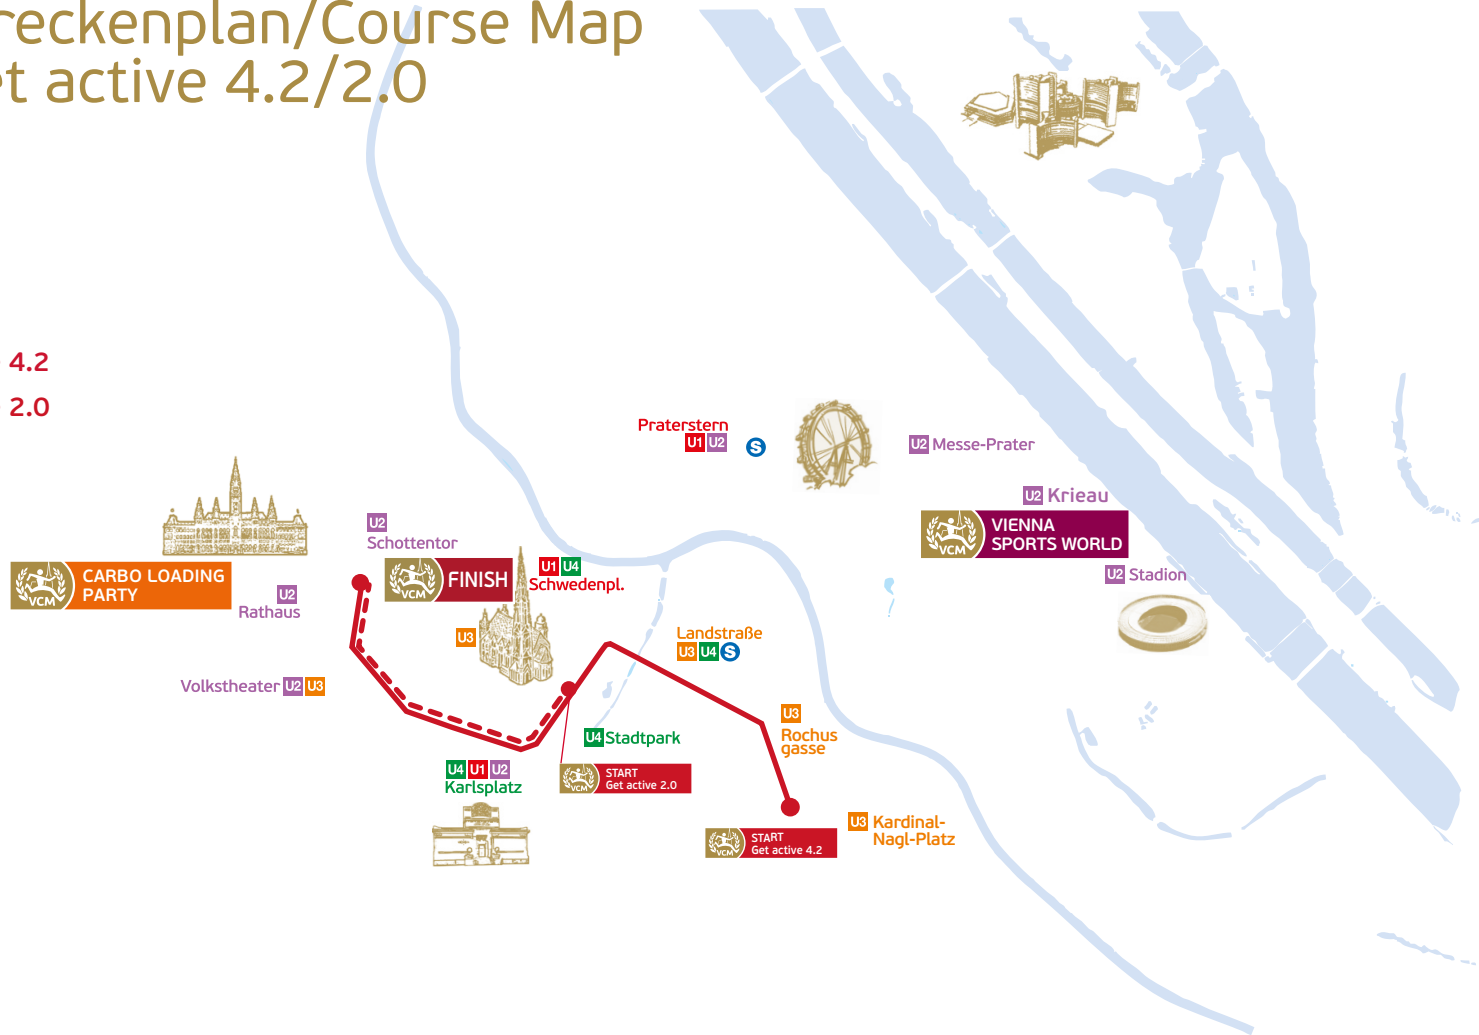 reckenplan/Course Map
et active 4.2/2.0
4.2
2.0
Praterstern
U1 U2
S
U2 Messe-Prater
U2 Krieau
VCM
VIENNA
SPORTS WORLD
U2 Stadion
U2
Schottentor
VCM
FINISH
U1 U4
Schwedenpl.
VCM
CARBO LOADING
PARTY
U2
Rathaus
U3
Landstraße
U3 U4 S
Volkstheater U2 U3
U3
Rochus
gasse
U4 Stadtpark
U4 U1 U2
Karlsplatz
VCM
START
Get active 2.0
VCM
START
Get active 4.2
U3 Kardinal-
Nagl-Platz